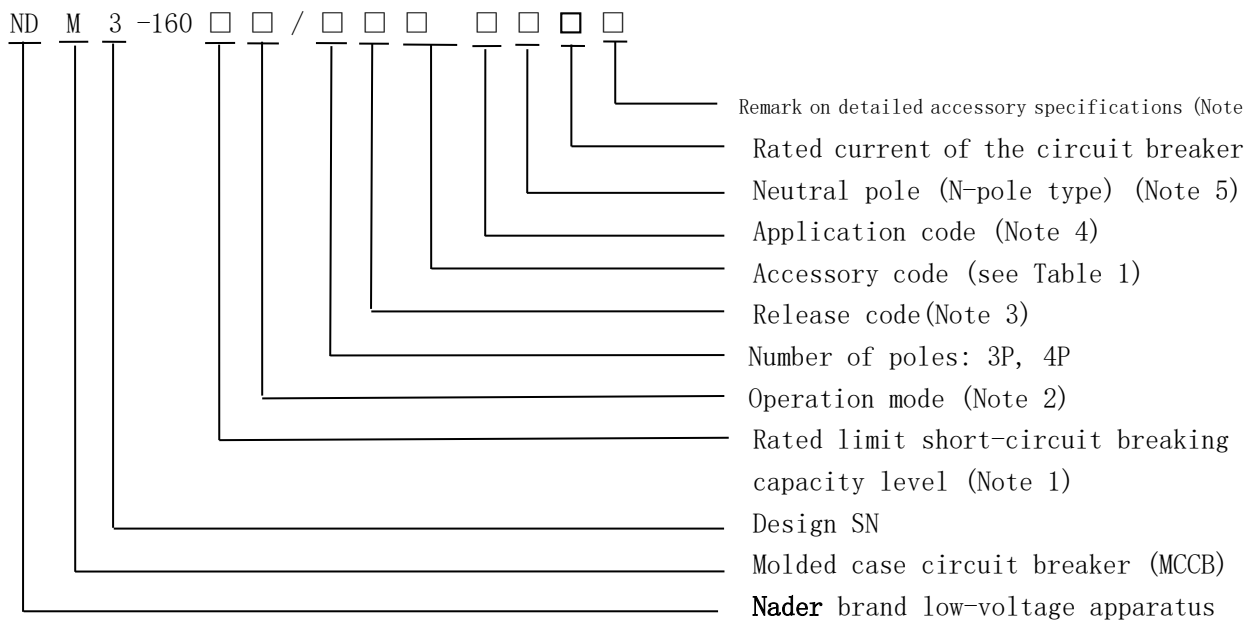 ND M 3 -160 □ □ / □ □ □ □ □ □ □
Remark on detailed accessory specifications (Note
Rated current of the circuit breaker
Neutral pole (N-pole type) (Note 5)
Application code (Note 4)
Accessory code (see Table 1)
Release code(Note 3)
Number of poles: 3P, 4P
Operation mode (Note 2)
Rated limit short-circuit breaking
capacity level (Note 1)
Design SN
Molded case circuit breaker (MCCB)
Nader brand low-voltage apparatus